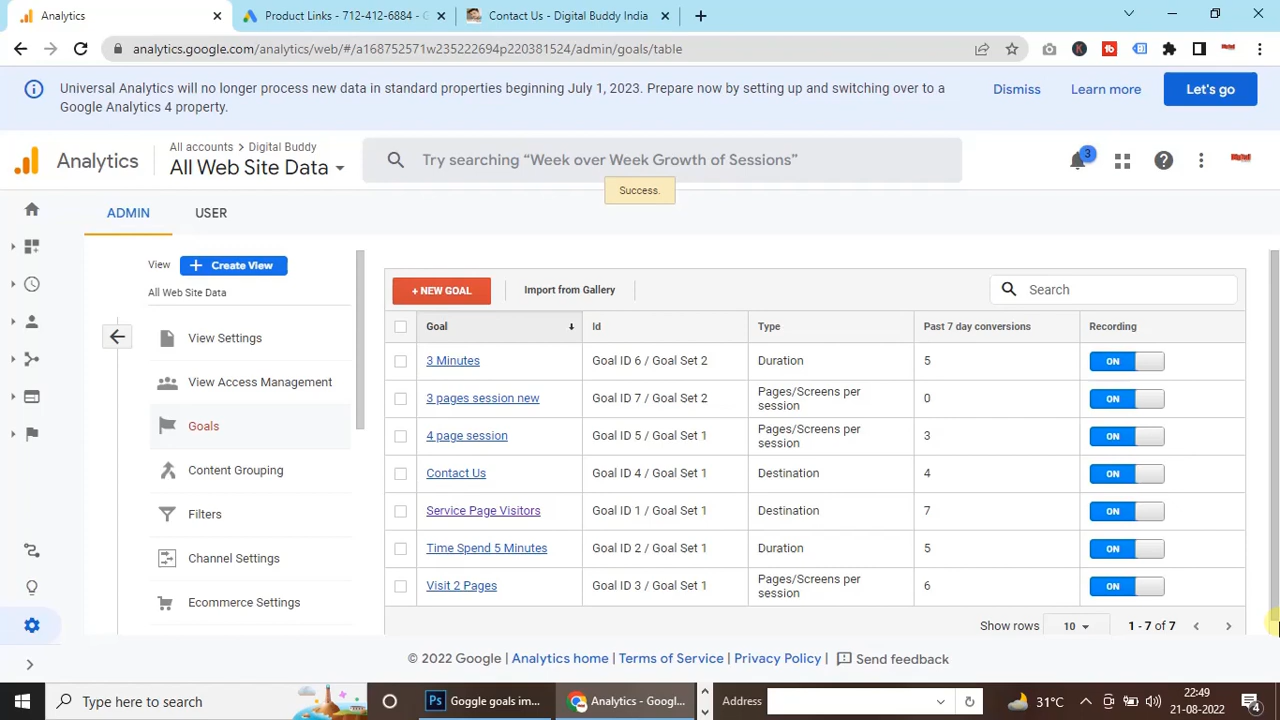 Analytics
Product Links - 712-412-6884 - G
Contact Us - Digital Buddy India
analytics.google.com/analytics/web/#/a168752571w235222694p220381524/admin/goals/table
Universal Analytics will no longer process new data in standard properties beginning July 1, 2023. Prepare now by setting up and switching over to a
Google Analytics 4 property.
Dismiss
Learn more
Let's go
Analytics
All accounts > Digital Buddy
All Web Site Data
Try searching “Week over Week Growth of Sessions”
3
Success.
ADMIN
USER
View
+ Create View
All Web Site Data
View Settings
View Access Management
Goals
Content Grouping
Filters
Channel Settings
Ecommerce Settings
+ NEW GOAL
Import from Gallery
Search
Goal Id Type Past 7 day conversions Recording
3 Minutes Goal ID 6 / Goal Set 2 Duration 5 ON
3 pages session new Goal ID 7 / Goal Set 2 Pages/Screens per session 0 ON
4 page session Goal ID 5 / Goal Set 1 Pages/Screens per session 3 ON
Contact Us Goal ID 4 / Goal Set 1 Destination 4 ON
Service Page Visitors Goal ID 1 / Goal Set 1 Destination 7 ON
Time Spend 5 Minutes Goal ID 2 / Goal Set 1 Duration 5 ON
Visit 2 Pages Goal ID 3 / Goal Set 1 Pages/Screens per session 6 ON
Show rows 10 1 - 7 of 7
© 2022 Google | Analytics home | Terms of Service | Privacy Policy | Send feedback
Type here to search
Ps
Goggle goals im...
Analytics - Googl...
Address
31°C
22:49
21-08-2022
4